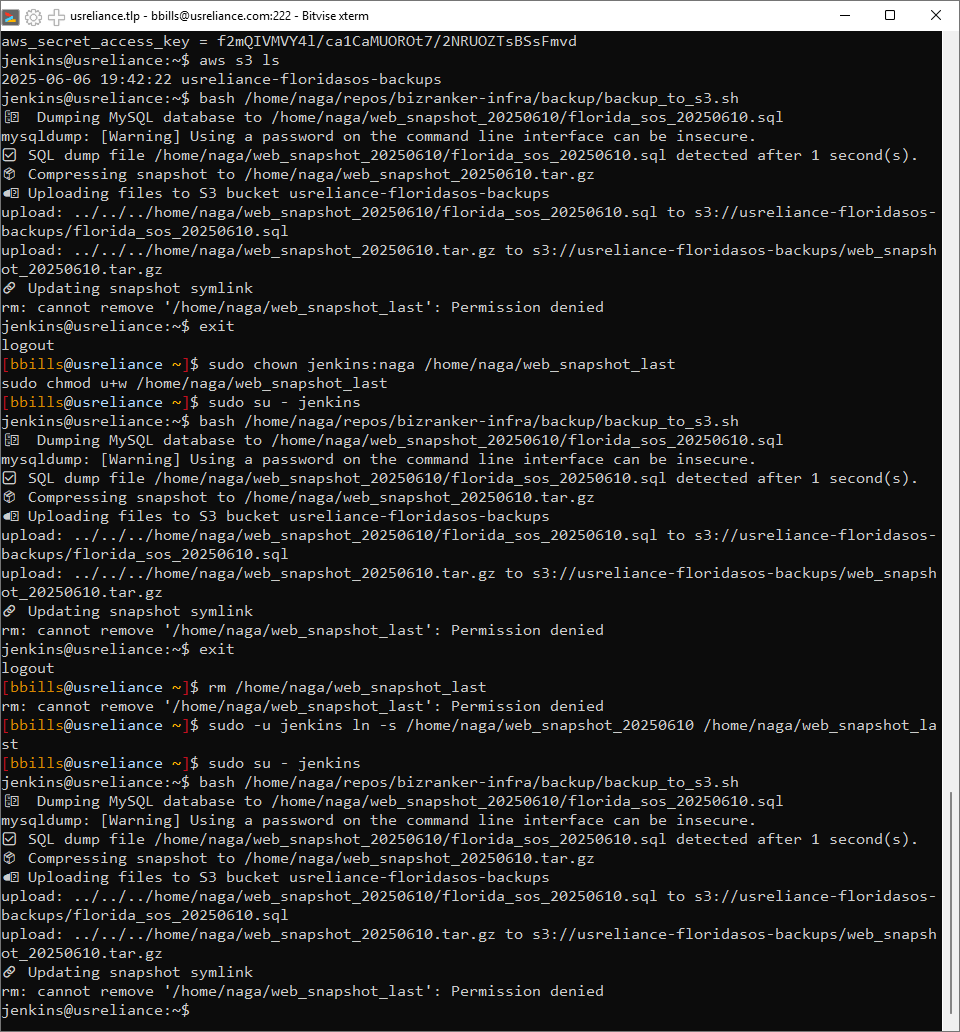 usreliance.tlp - bbills@usreliance.com:222 - Bitvise xterm
aws_secret_access_key = f2mQIVMVY4l/ca1CaMUOROt7/2NRUOZTsBSsFmvd
jenkins@usreliance:~$ aws s3 ls
2025-06-06 19:42:22 usreliance-floridasos-backups
jenkins@usreliance:~$ bash /home/naga/repos/bizranker-infra/backup/backup_to_s3.sh
Dumping MySQL database to /home/naga/web_snapshot_20250610/florida_sos_20250610.sql
mysqldump: [Warning] Using a password on the command line interface can be insecure.
SQL dump file /home/naga/web_snapshot_20250610/florida_sos_20250610.sql detected after 1 second(s).
Compressing snapshot to /home/naga/web_snapshot_20250610.tar.gz
Uploading files to S3 bucket usreliance-floridasos-backups
upload: ../../../home/naga/web_snapshot_20250610/florida_sos_20250610.sql to s3://usreliance-floridasos-
backups/florida_sos_20250610.sql
upload: ../../../home/naga/web_snapshot_20250610.tar.gz to s3://usreliance-floridasos-backups/web_snapsh
ot_20250610.tar.gz
Updating snapshot symlink
rm: cannot remove '/home/naga/web_snapshot_last': Permission denied
jenkins@usreliance:~$ exit
logout
[bbills@usreliance ~]$ sudo chown jenkins:naga /home/naga/web_snapshot_last
sudo chmod u+w /home/naga/web_snapshot_last
[bbills@usreliance ~]$ sudo su - jenkins
jenkins@usreliance:~$ bash /home/naga/repos/bizranker-infra/backup/backup_to_s3.sh
Dumping MySQL database to /home/naga/web_snapshot_20250610/florida_sos_20250610.sql
mysqldump: [Warning] Using a password on the command line interface can be insecure.
SQL dump file /home/naga/web_snapshot_20250610/florida_sos_20250610.sql detected after 1 second(s).
Compressing snapshot to /home/naga/web_snapshot_20250610.tar.gz
Uploading files to S3 bucket usreliance-floridasos-backups
upload: ../../../home/naga/web_snapshot_20250610/florida_sos_20250610.sql to s3://usreliance-floridasos-
backups/florida_sos_20250610.sql
upload: ../../../home/naga/web_snapshot_20250610.tar.gz to s3://usreliance-floridasos-backups/web_snapsh
ot_20250610.tar.gz
Updating snapshot symlink
rm: cannot remove '/home/naga/web_snapshot_last': Permission denied
jenkins@usreliance:~$ exit
logout
[bbills@usreliance ~]$ rm /home/naga/web_snapshot_last
rm: cannot remove '/home/naga/web_snapshot_last': Permission denied
[bbills@usreliance ~]$ sudo -u jenkins ln -s /home/naga/web_snapshot_20250610 /home/naga/web_snapshot_la
st
[bbills@usreliance ~]$ sudo su - jenkins
jenkins@usreliance:~$ bash /home/naga/repos/bizranker-infra/backup/backup_to_s3.sh
Dumping MySQL database to /home/naga/web_snapshot_20250610/florida_sos_20250610.sql
mysqldump: [Warning] Using a password on the command line interface can be insecure.
SQL dump file /home/naga/web_snapshot_20250610/florida_sos_20250610.sql detected after 1 second(s).
Compressing snapshot to /home/naga/web_snapshot_20250610.tar.gz
Uploading files to S3 bucket usreliance-floridasos-backups
upload: ../../../home/naga/web_snapshot_20250610/florida_sos_20250610.sql to s3://usreliance-floridasos-
backups/florida_sos_20250610.sql
upload: ../../../home/naga/web_snapshot_20250610.tar.gz to s3://usreliance-floridasos-backups/web_snapsh
ot_20250610.tar.gz
Updating snapshot symlink
rm: cannot remove '/home/naga/web_snapshot_last': Permission denied
jenkins@usreliance:~$